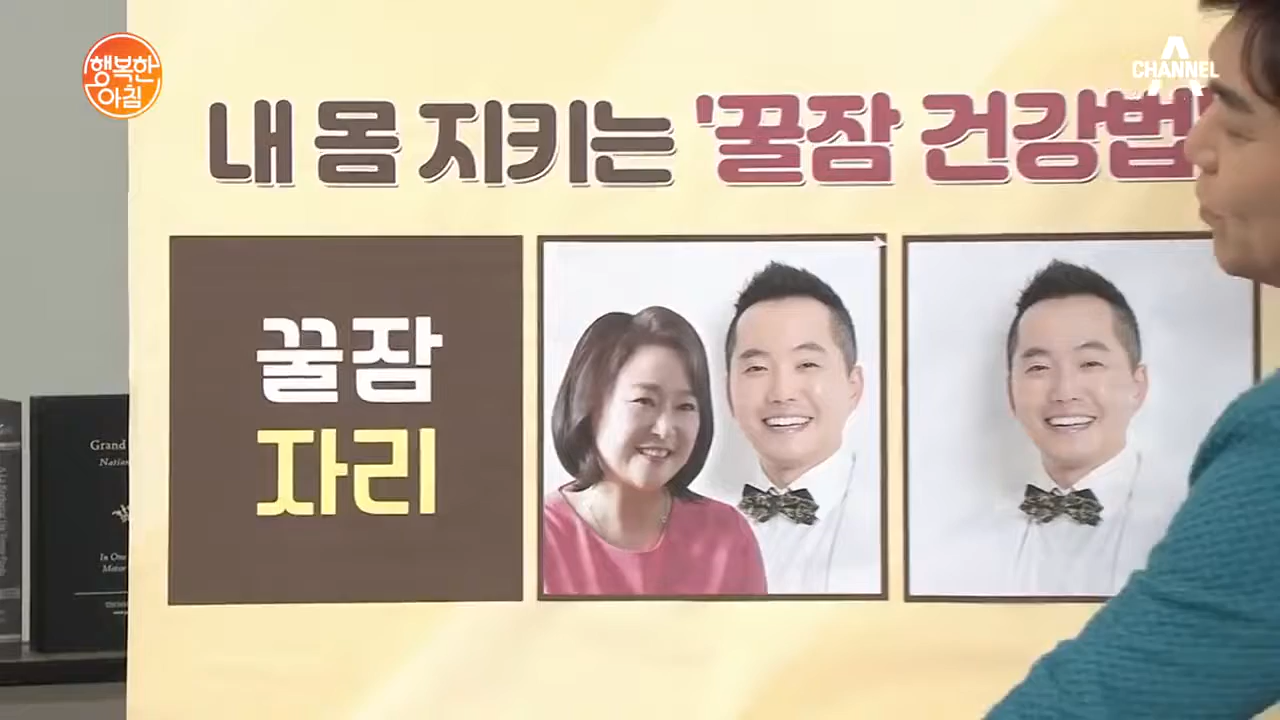 행복한
아침
CHANNEL
내 몸 지키는 '꿀잠 건강법'
꿀잠
자리
Grand
In One
Motor